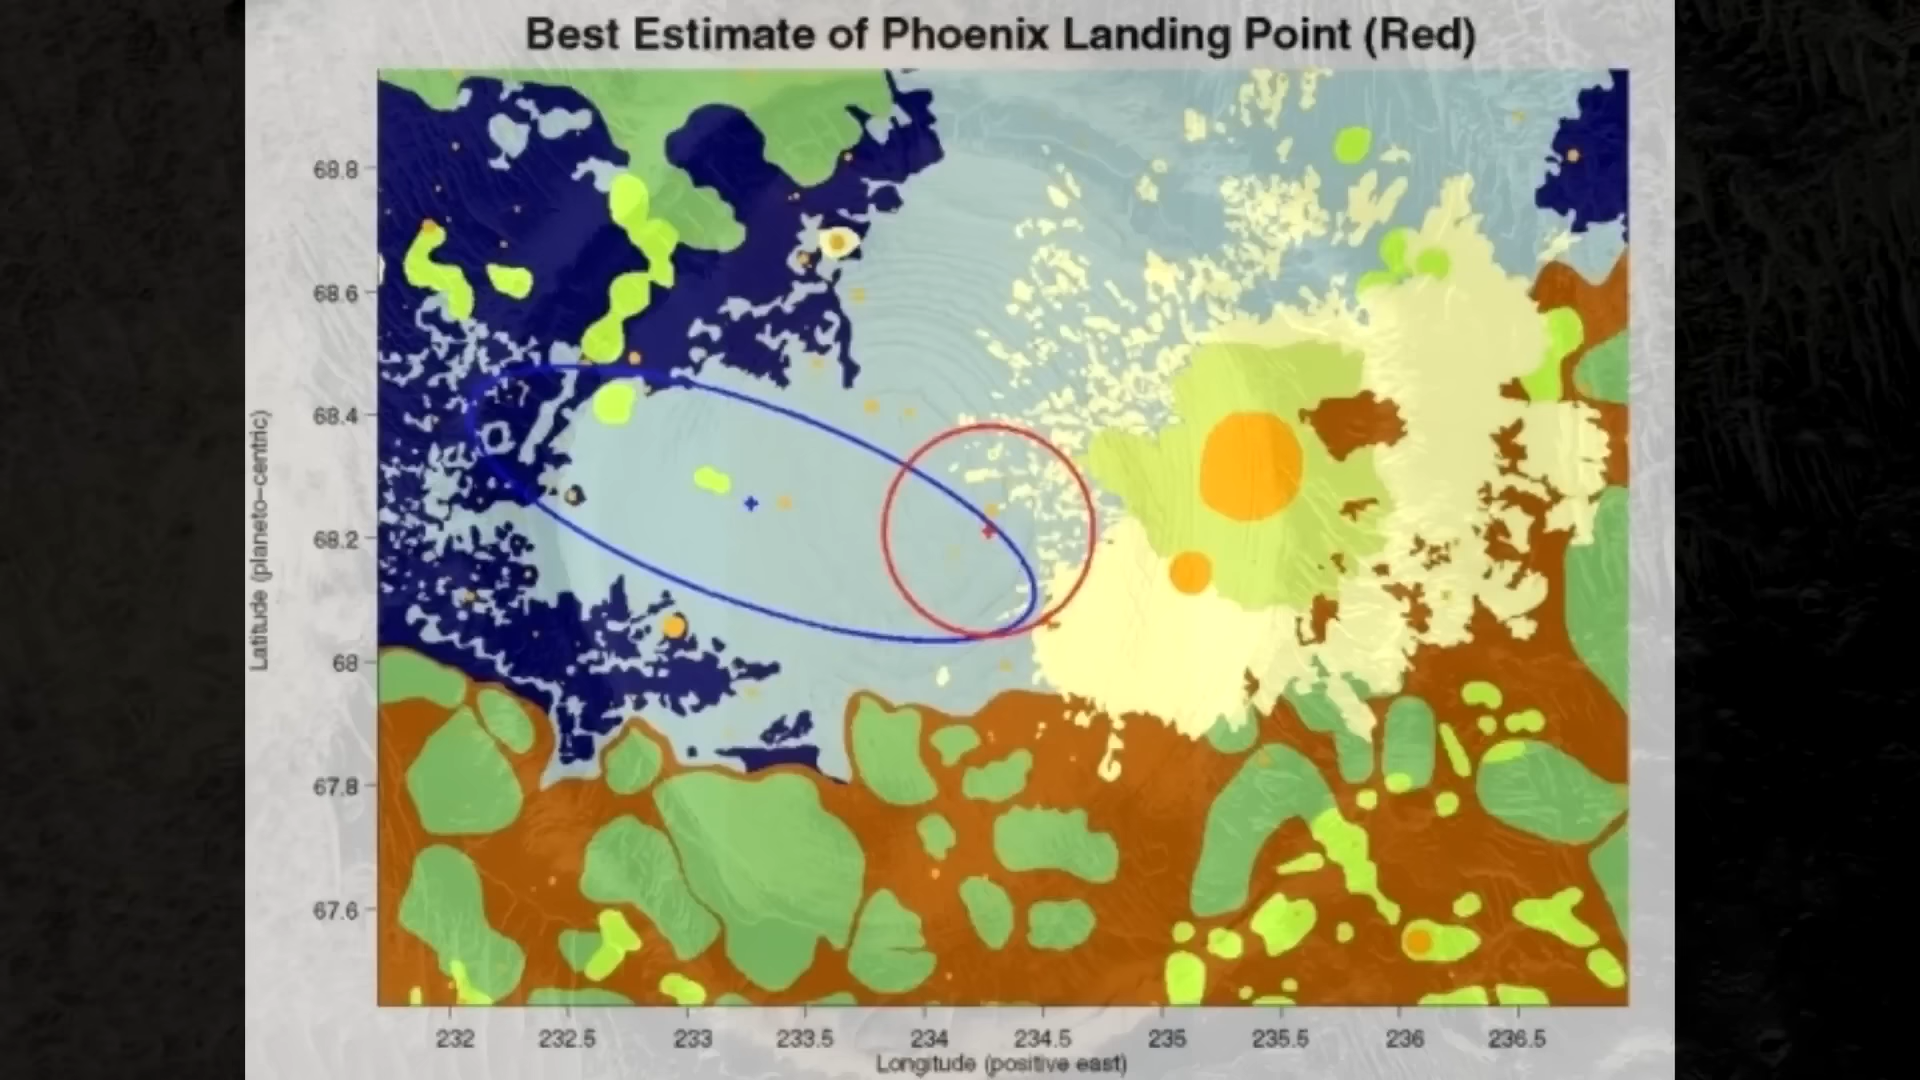 Best Estimate of Phoenix Landing Point (Red)
68.8
68.6
68.4
68.2
68
67.8
67.6
Latitude (planeto-centric)
232 232.5 233 233.5 234 234.5 235 235.5 236 236.5
Longitude (positive east)